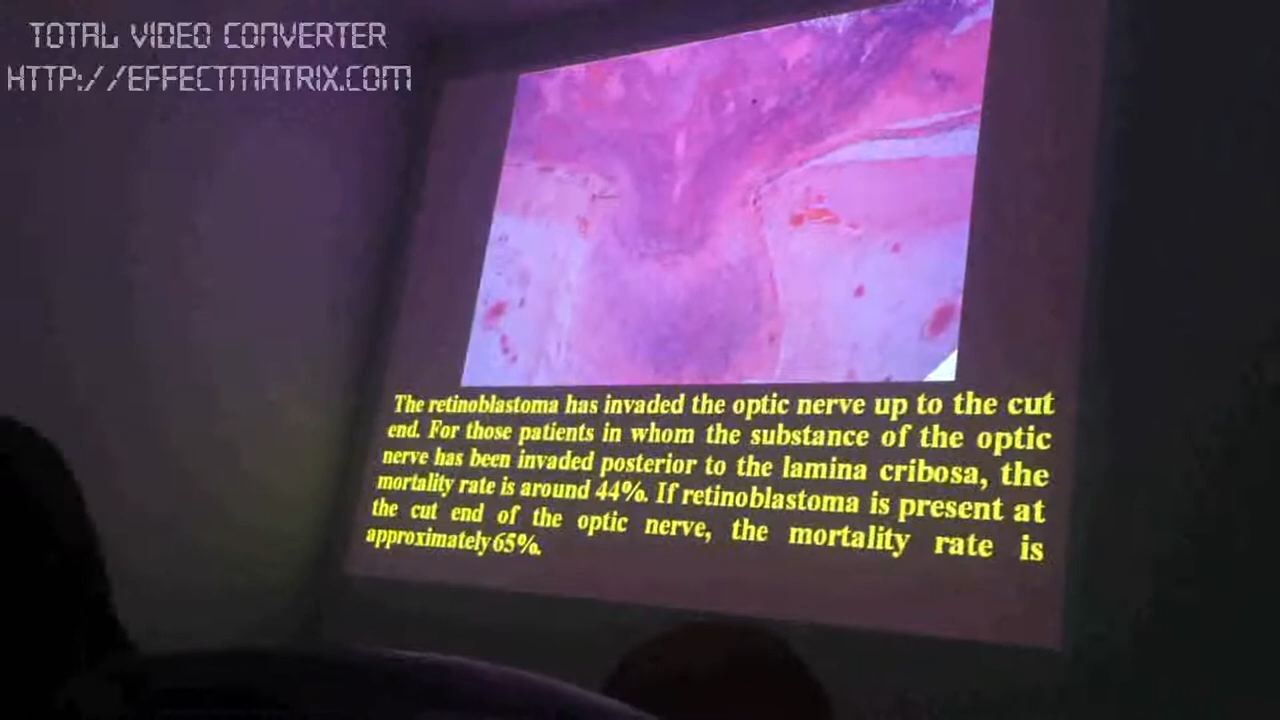 TOTAL VIDEO CONVERTER
HTTP://EFFECTMATRIX.COM
The retinoblastoma has invaded the optic nerve up to the cut
end. For those patients in whom the substance of the optic
nerve has been invaded posterior to the lamina cribosa, the
mortality rate is around 44%. If retinoblastoma is present at
the cut end of the optic nerve, the mortality rate is
approximately 65%.